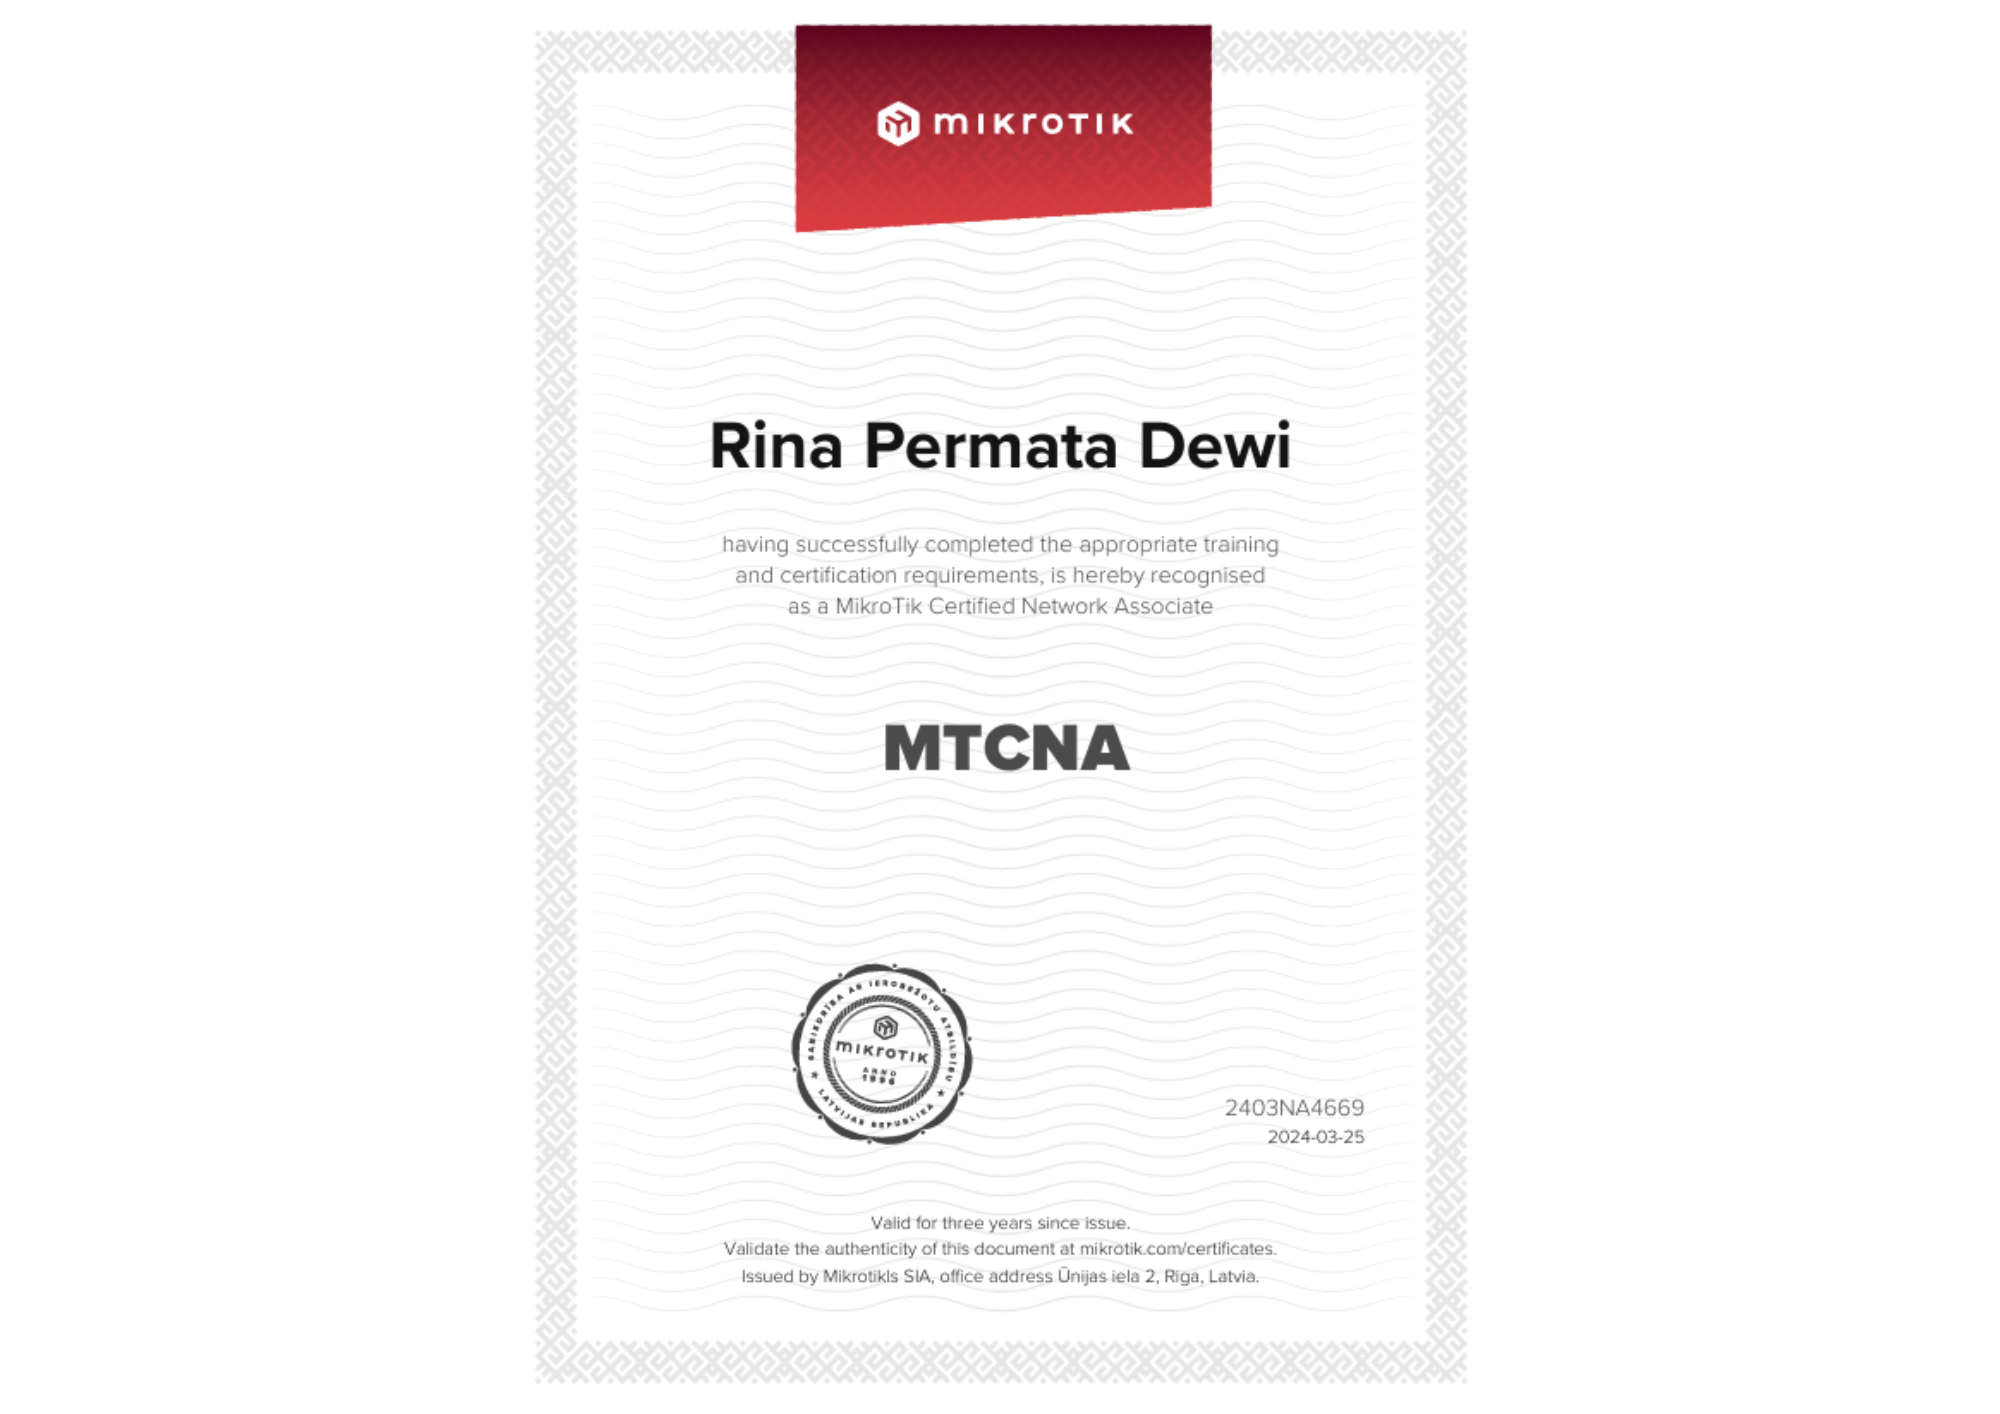 mikrotik
Rina Permata Dewi
having successfully completed the appropriate training
and certification requirements, is hereby recognised
as a MikroTik Certified Network Associate
MTCNA
SABIEDRĪBA AR IEROBEŽOTU ATBILDĪBU
mikrotik
ANNO
1996
LATVIJAS REPUBLIKA
2403NA4669
2024-03-25
Valid for three years since issue.
Validate the authenticity of this document at mikrotik.com/certificates.
Issued by Mikrotikls SIA, office address Ūnijas iela 2, Riga, Latvia.